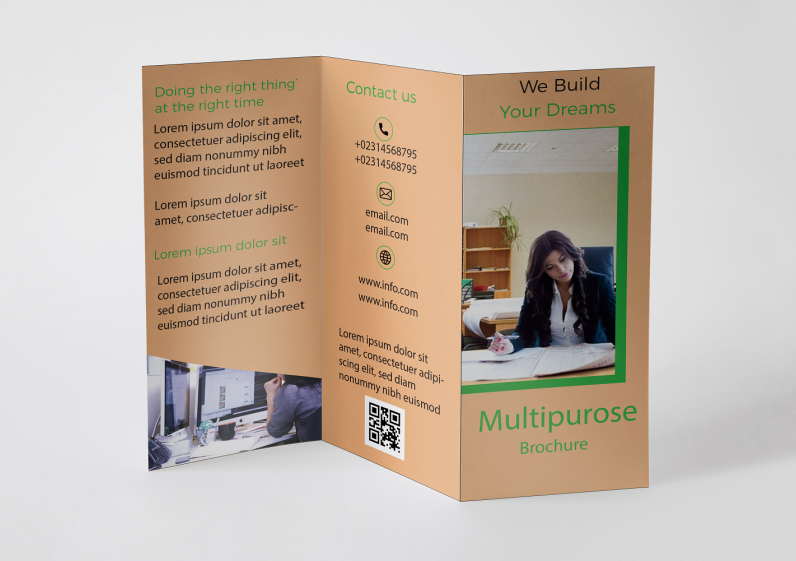 Doing the right thing'
at the right time
Lorem ipsum dolor sit amet,
consectetuer adipiscing elit,
sed diam nonummy nibh
euismod tincidunt ut laoreet
Lorem ipsum dolor sit
amet, consectetuer adipisc-
Lorem ipsum dolor sit
Lorem ipsum dolor sit amet,
consectetuer adipiscing elit,
sed diam nonummy nibh
euismod tincidunt ut laoreet
Contact us
+02314568795
+02314568795
email.com
email.com
www.info.com
www.info.com
Lorem ipsum dolor sit
amet, consectetuer adipi-
scing elit, sed diam
nonummy nibh euismod
We Build
Your Dreams
Multipurose
Brochure